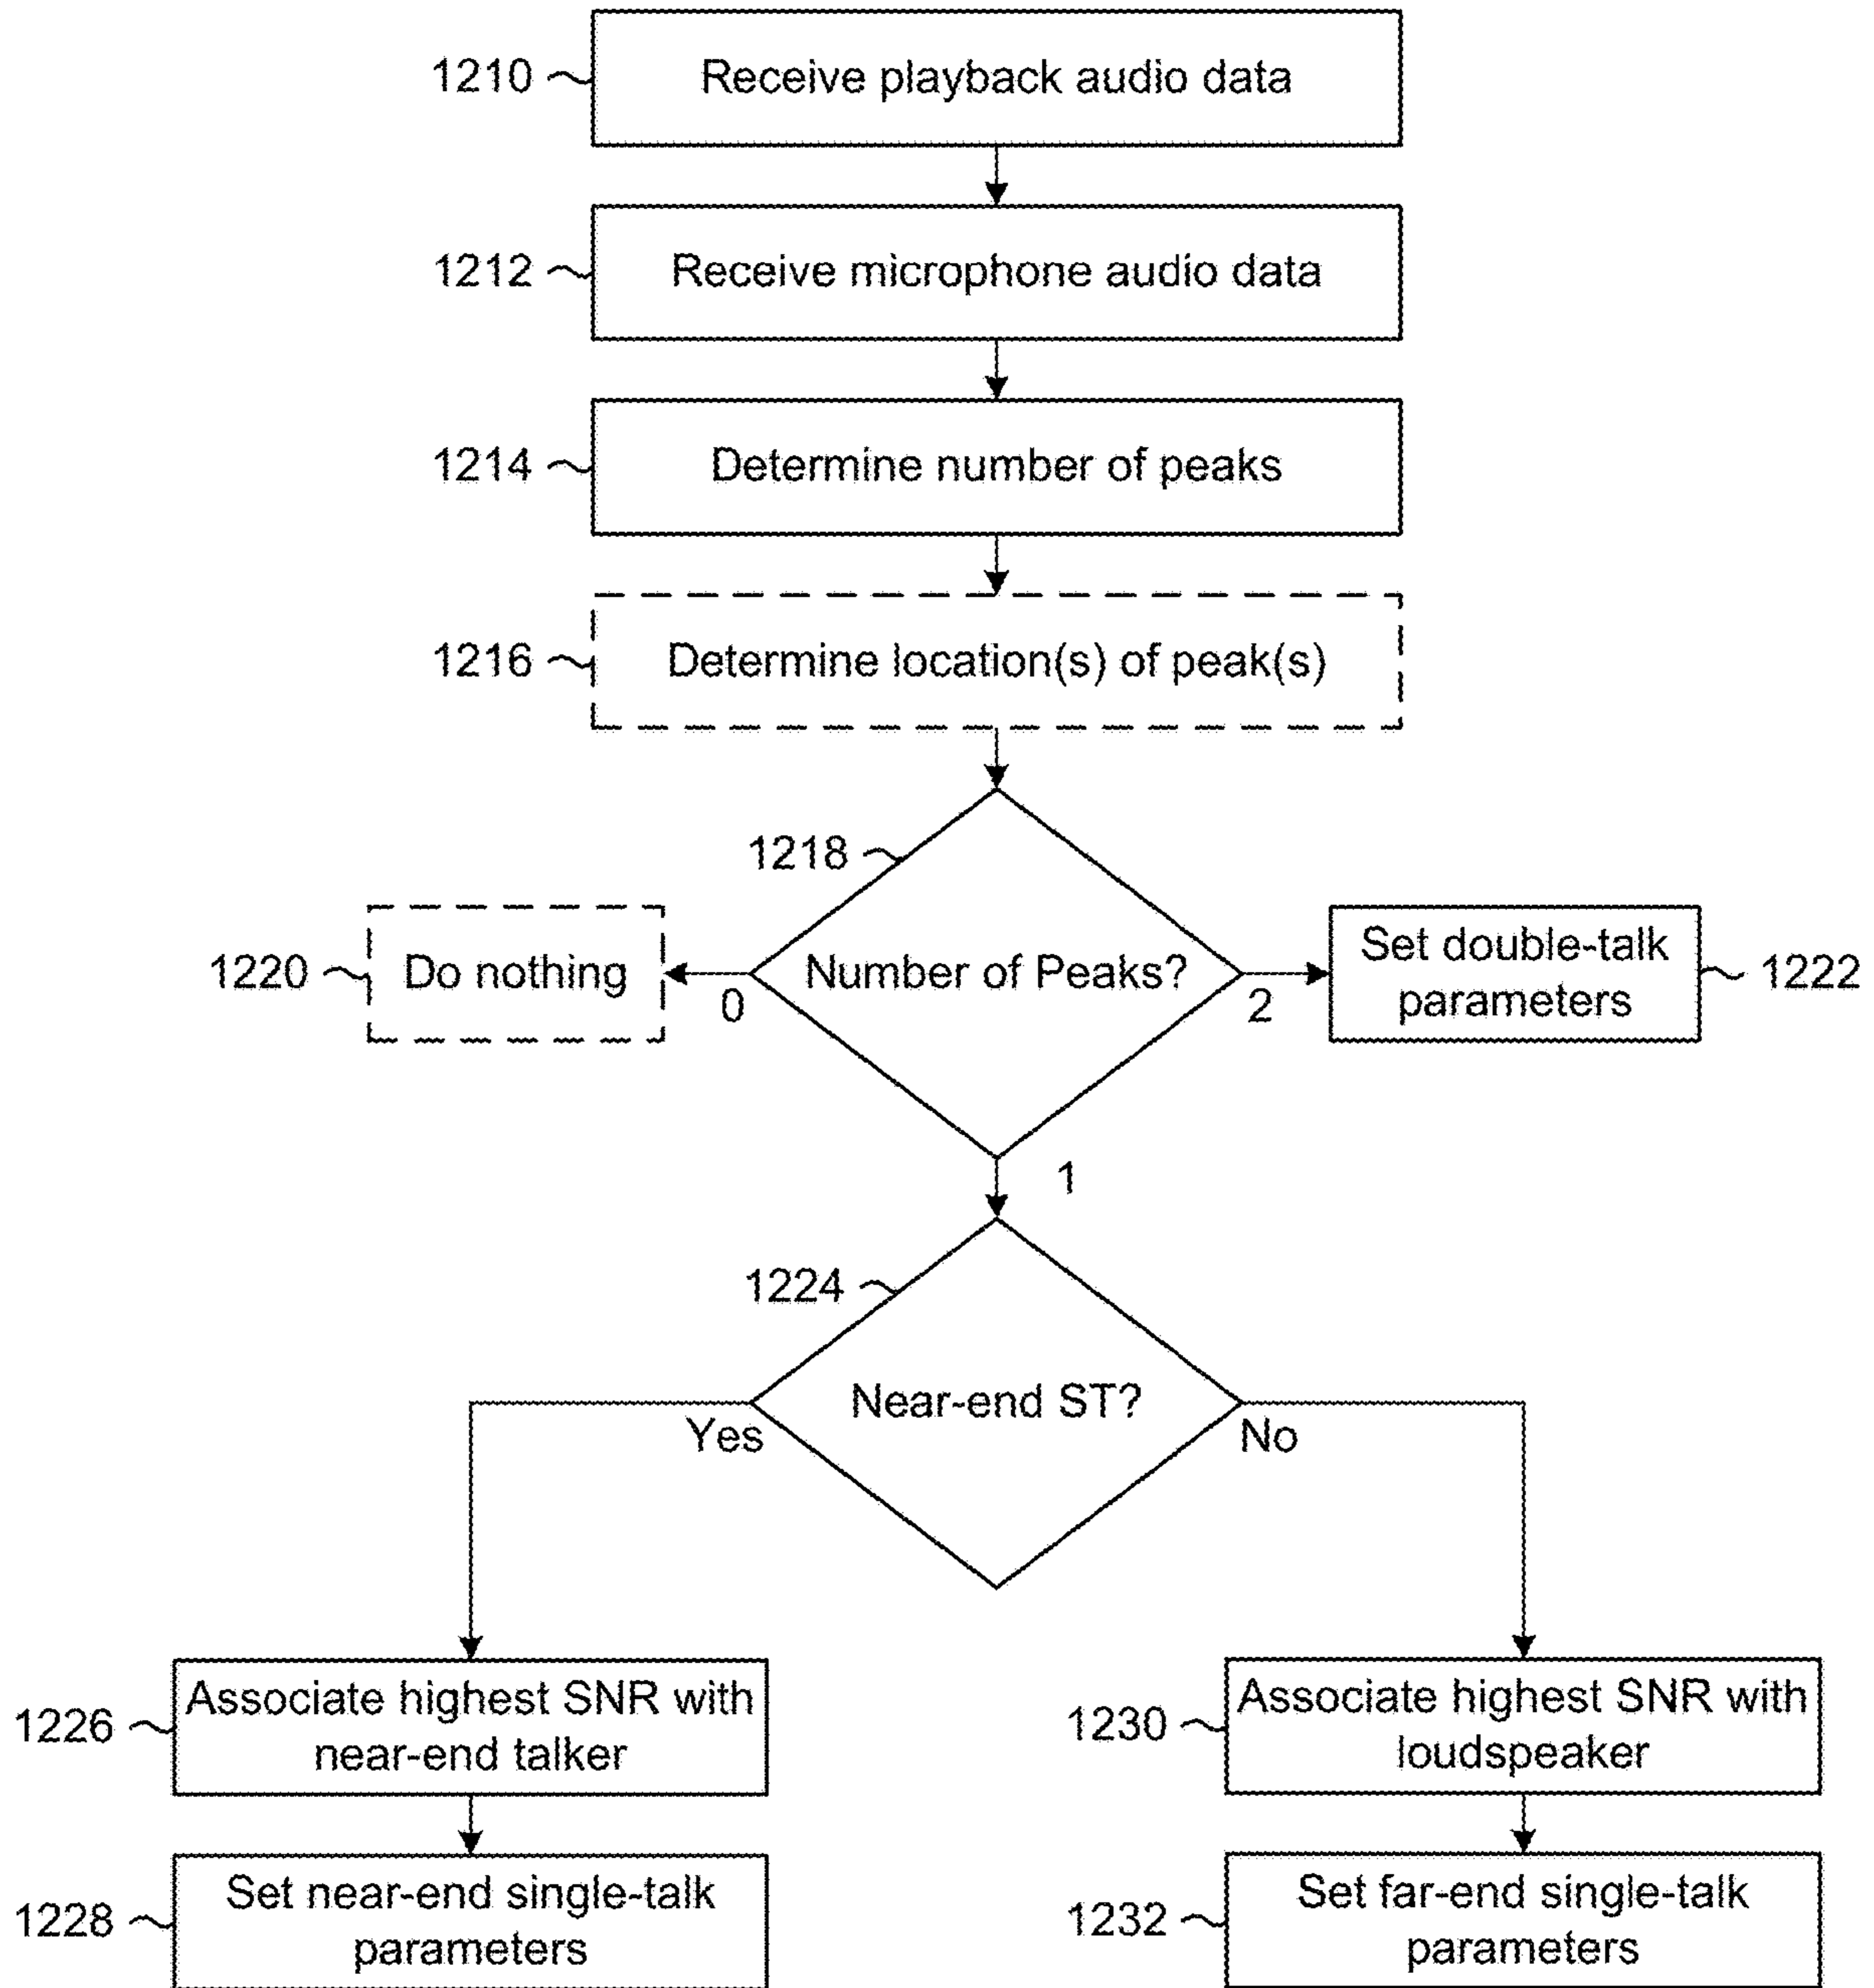 1210
Receive playback audio data
1212
Receive microphone audio data
1214
Determine number of peaks
1216
Determine location(s) of peak(s)
1218
1220
Do nothing
0
Number of Peaks?
2
Set double-talk
parameters
1222
1
1224
Near-end ST?
Yes
No
1226
Associate highest SNR with
near-end talker
1230
Associate highest SNR with
loudspeaker
1228
Set near-end single-talk
parameters
1232
Set far-end single-talk
parameters